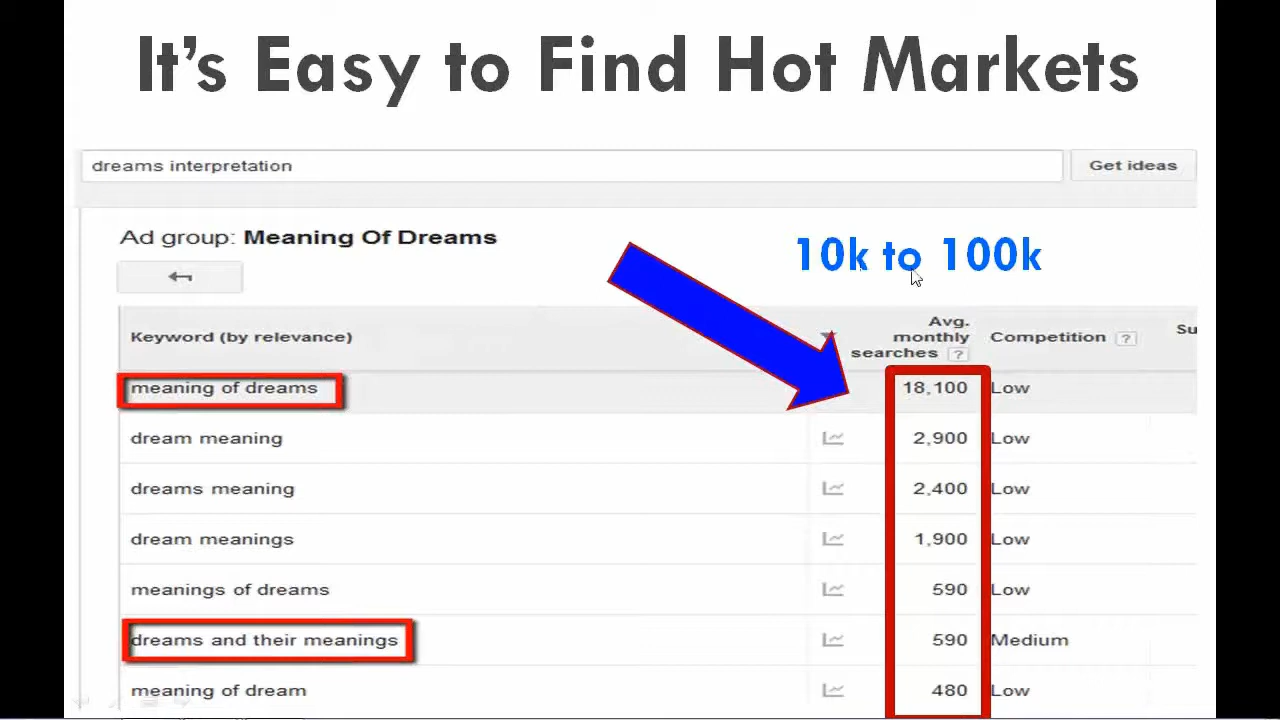 It's Easy to Find Hot Markets
dreams interpretation Get ideas
Ad group: Meaning Of Dreams
10k to 100k
Keyword (by relevance) Avg. monthly searches ? Competition ? Su
meaning of dreams 18,100 Low
dream meaning 2,900 Low
dreams meaning 2,400 Low
dream meanings 1,900 Low
meanings of dreams 590 Low
dreams and their meanings 590 Medium
meaning of dream 480 Low